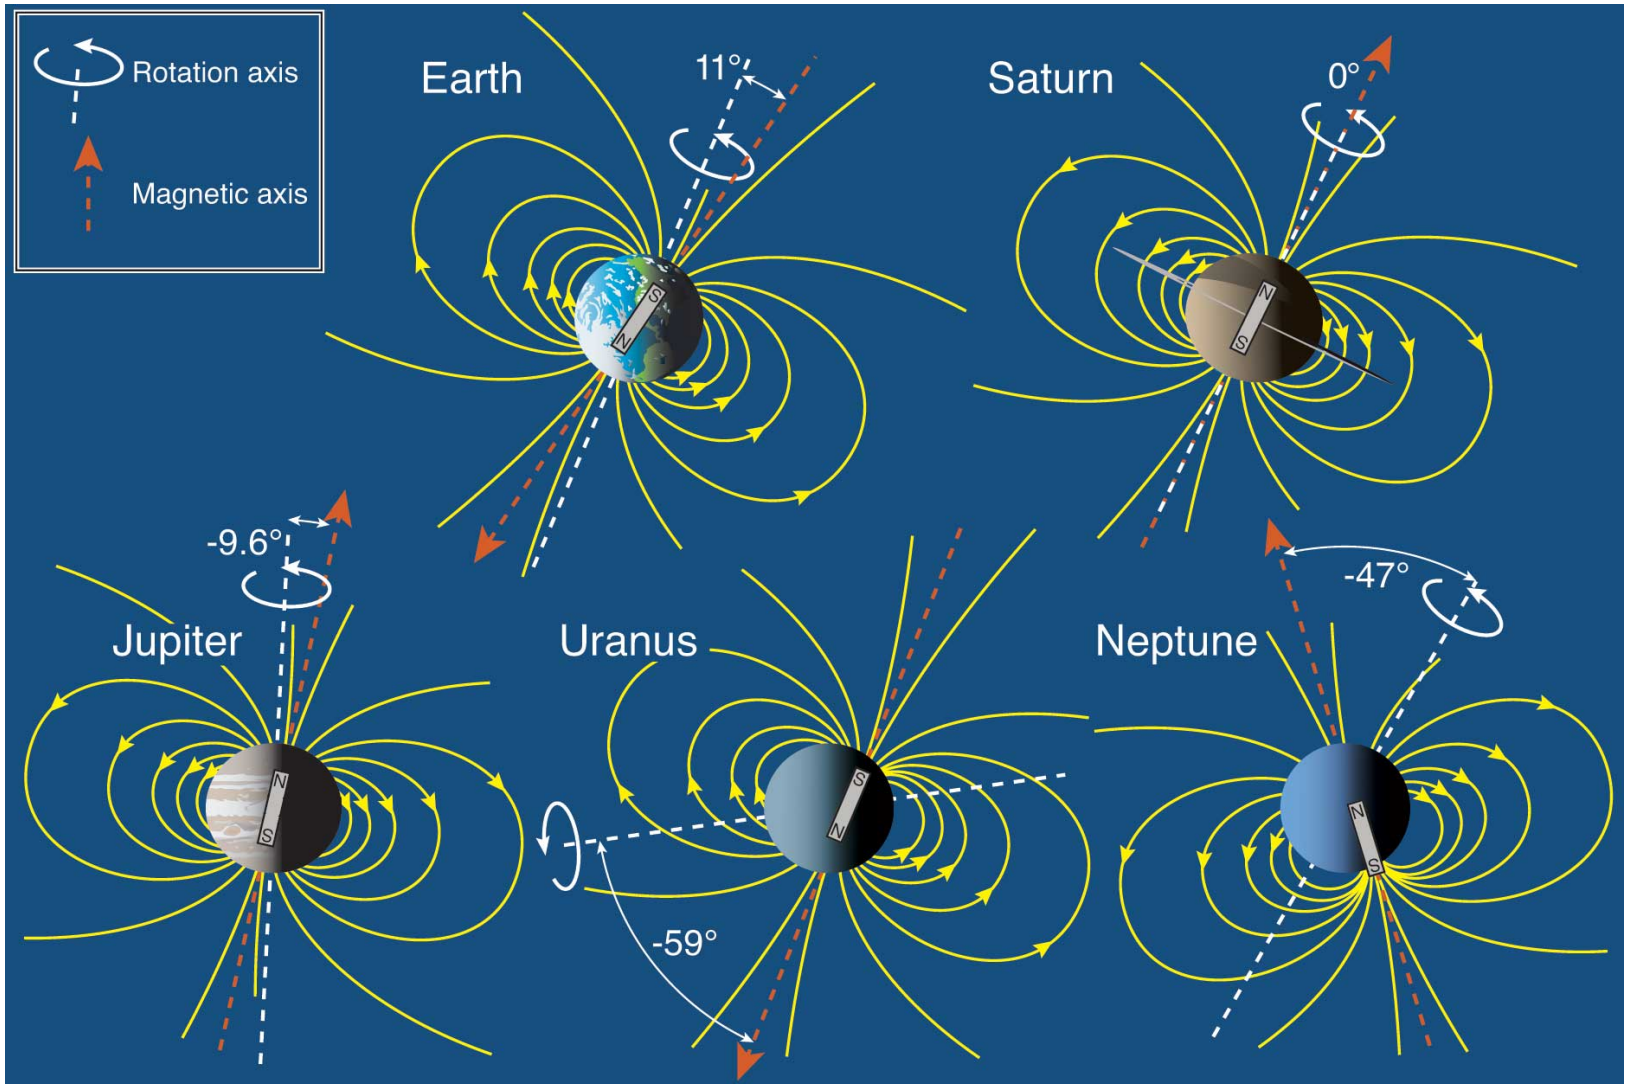 Rotation axis
Magnetic axis
Earth
11°
S
N
Saturn
0°
N
S
Jupiter
-9.6°
N
S
Uranus
-59°
S
N
Neptune
-47°
N
S